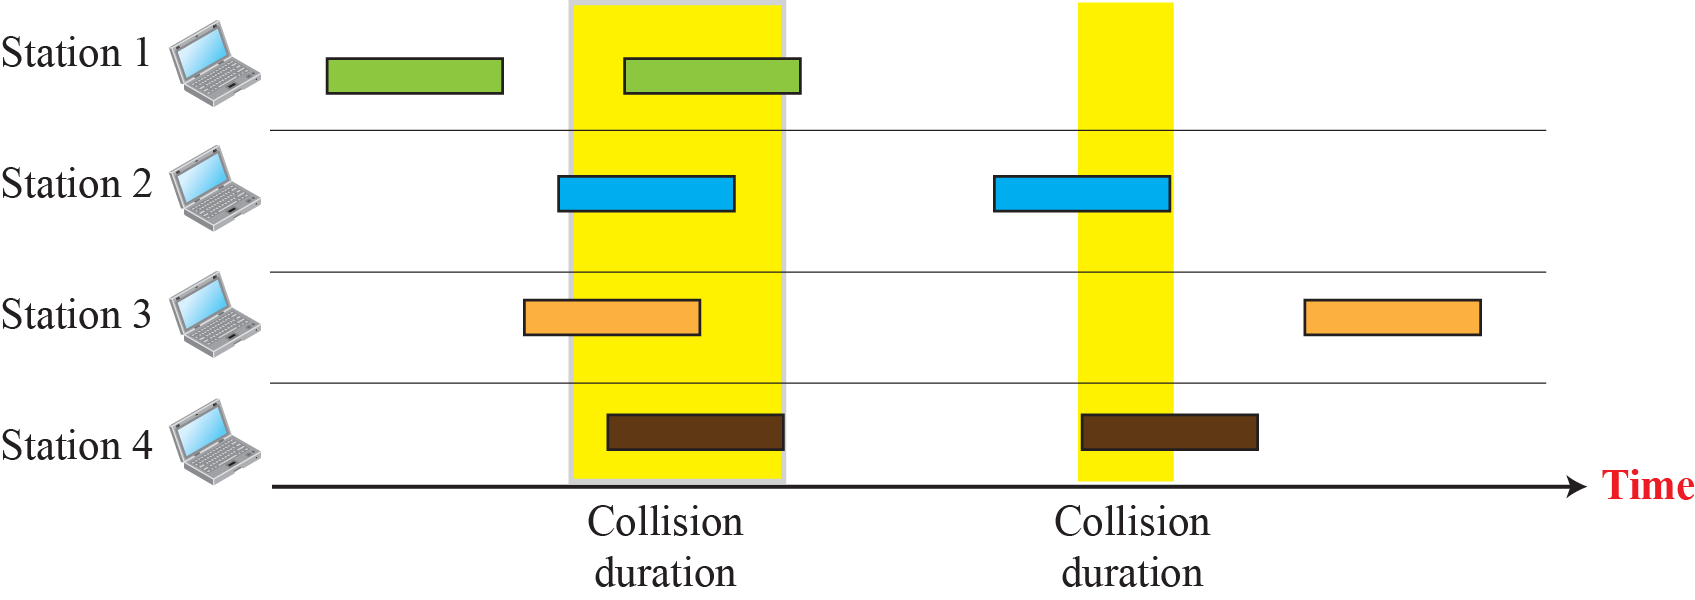 Station 1
Station 2
Station 3
Station 4
Time
Collision
duration
Collision
duration